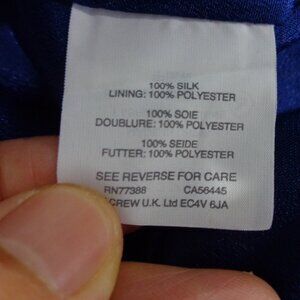 100% SILK
LINING: 100% POLYESTER
100% SOIE
DOUBLURE: 100% POLYESTER
100% SEIDE
FUTTER: 100% POLYESTER
SEE REVERSE FOR CARE
RN77388 CA56445
CREW U.K. Ltd EC4V 6JA